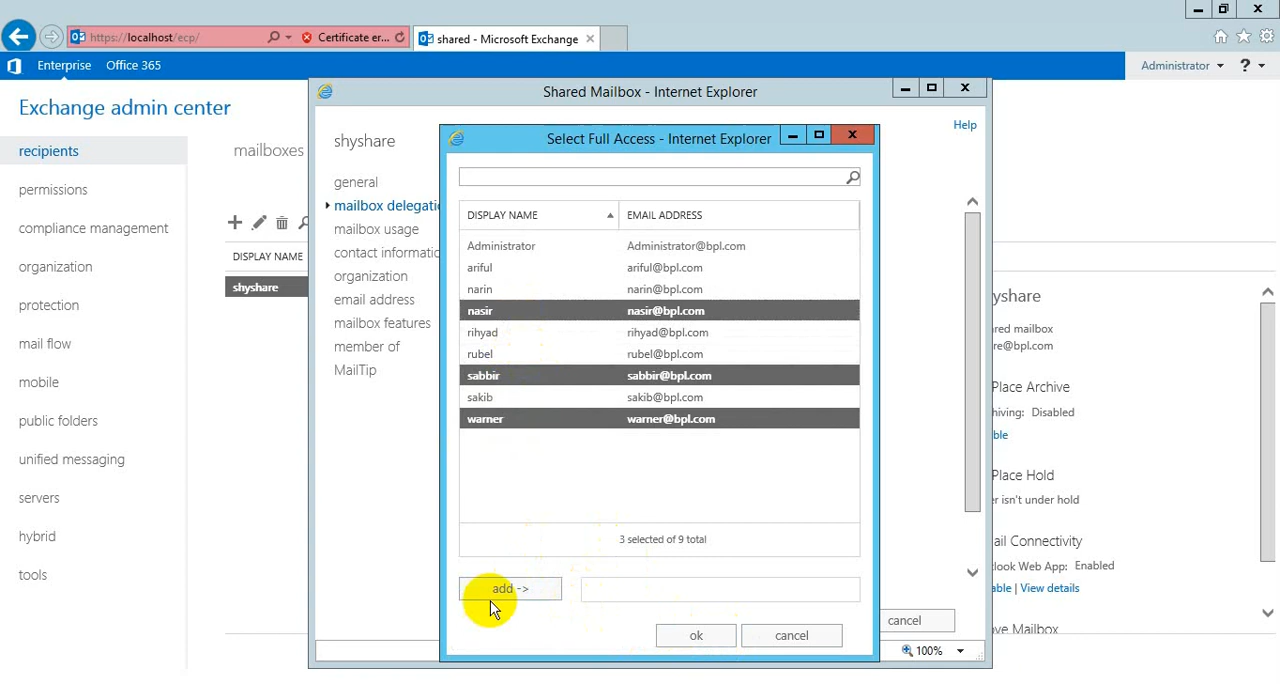 https://localhost/ecp/
Certificate er...
shared - Microsoft Exchange
Enterprise
Office 365
Administrator
?
Exchange admin center
recipients
permissions
compliance management
organization
protection
mail flow
mobile
public folders
unified messaging
servers
hybrid
tools
mailboxes
DISPLAY NAME
shyshare
Shared Mailbox - Internet Explorer
Help
shyshare
general
mailbox delegati
mailbox usage
contact informatio
organization
email address
mailbox features
member of
MailTip
cancel
100%
Select Full Access - Internet Explorer
DISPLAY NAME EMAIL ADDRESS
Administrator Administrator@bpl.com
ariful ariful@bpl.com
narin narin@bpl.com
nasir nasir@bpl.com
rihyad rihyad@bpl.com
rubel rubel@bpl.com
sabbir sabbir@bpl.com
sakib sakib@bpl.com
warner warner@bpl.com
3 selected of 9 total
add ->
ok
cancel
yshare
ared mailbox
re@bpl.com
Place Archive
hiving: Disabled
ble
Place Hold
er isn't under hold
ail Connectivity
tlook Web App: Enabled
able | View details
ove Mailbox